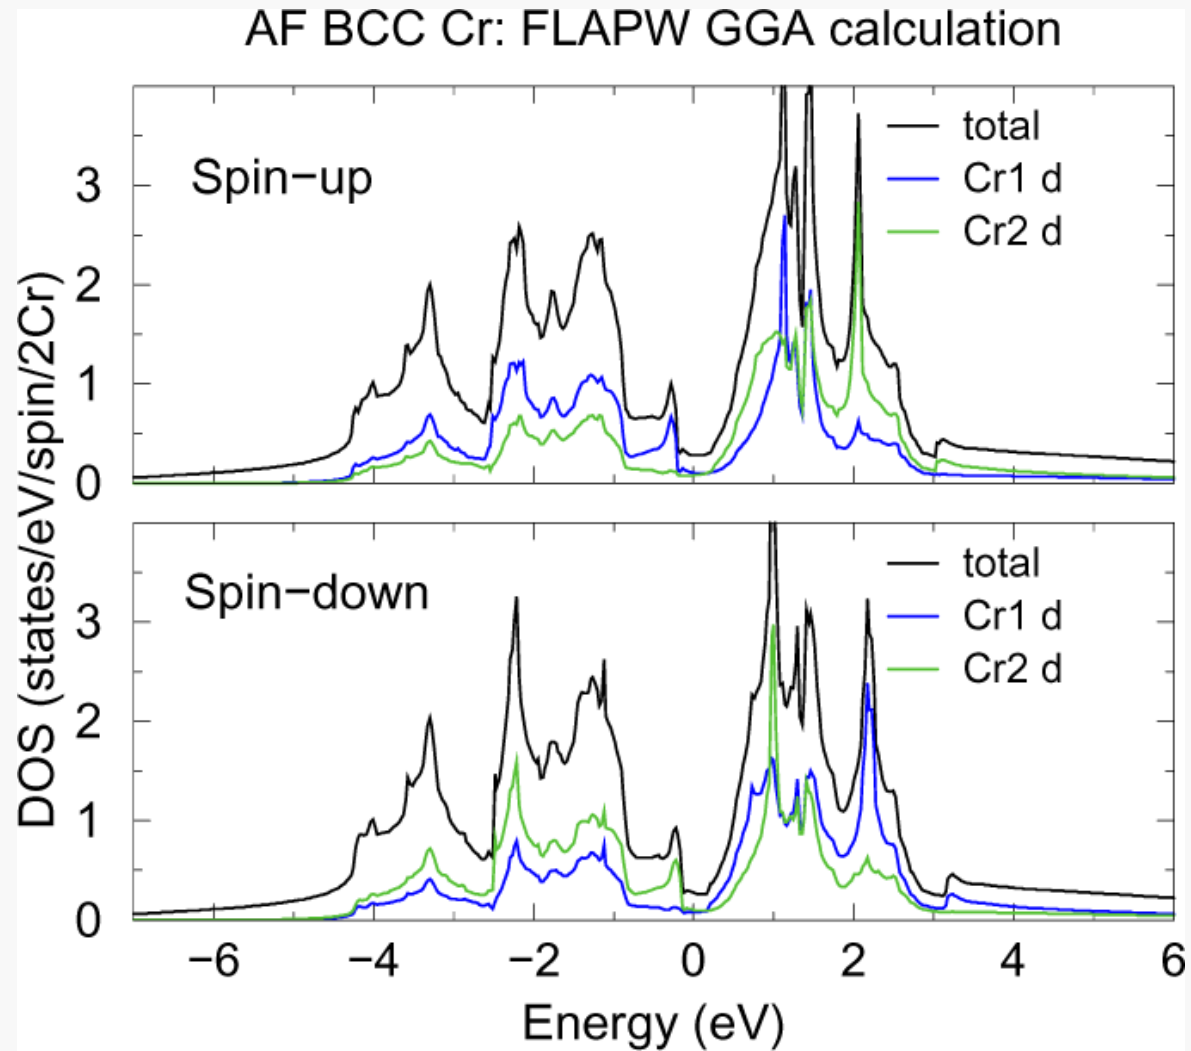 AF BCC Cr: FLAPW GGA calculation
DOS (states/eV/spin/2Cr)
Spin−up
total
Cr1 d
Cr2 d
3
2
1
0
Spin−down
total
Cr1 d
Cr2 d
3
2
1
0
−6 −4 −2 0 2 4 6
Energy (eV)